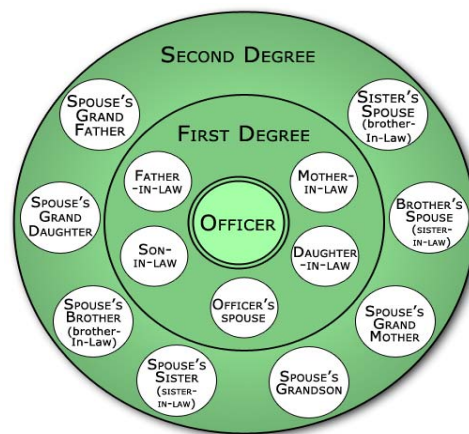 SECOND DEGREE
SPOUSE'S
GRAND
FATHER
SISTER'S
SPOUSE
(brother-
In-Law)
FIRST DEGREE
FATHER
-IN-LAW
MOTHER-
IN-LAW
SPOUSE'S
GRAND
DAUGHTER
OFFICER
BROTHER'S
SPOUSE
(SISTER-
IN-LAW)
SON-
IN-LAW
DAUGHTER
-IN-LAW
SPOUSE'S
BROTHER
(brother-
In-Law)
OFFICER'S
SPOUSE
SPOUSE'S
GRAND
MOTHER
SPOUSE'S
SISTER
(SISTER-
IN-LAW)
SPOUSE'S
GRANDSON